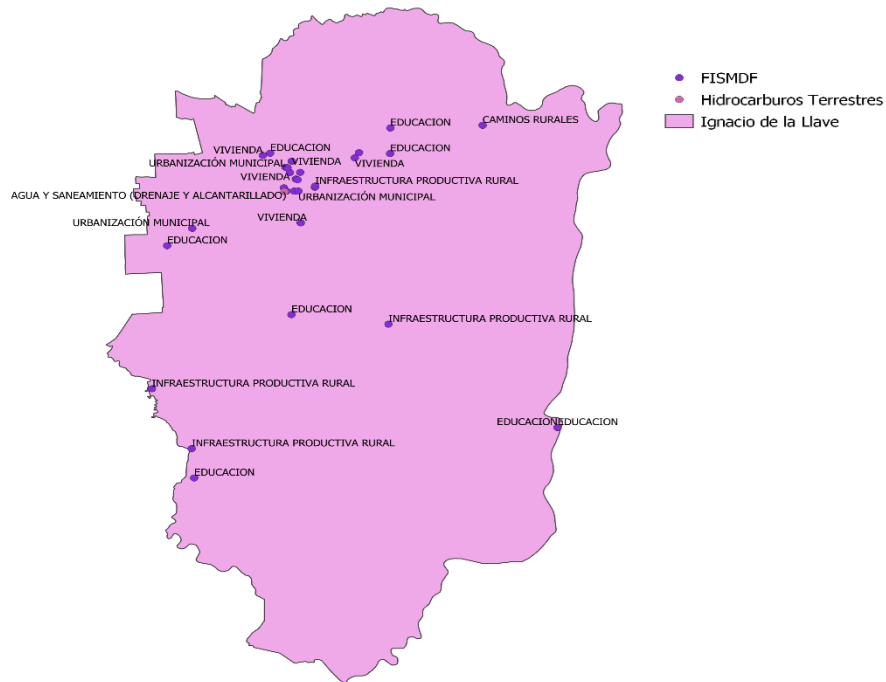 FISMDF
Hidrocarburos Terrestres
Ignacio de la Llave
EDUCACION
CAMINOS RURALES
VIVIENDA
EDUCACION
EDUCACION
URBANIZACIÓN MUNICIPAL
VIVIENDA
VIVIENDA
VIVIENDA
INFRAESTRUCTURA PRODUCTIVA RURAL
AGUA Y SANEAMIENTO (DRENAJE Y ALCANTARILLADO)
URBANIZACIÓN MUNICIPAL
URBANIZACIÓN MUNICIPAL
VIVIENDA
EDUCACION
EDUCACION
INFRAESTRUCTURA PRODUCTIVA RURAL
INFRAESTRUCTURA PRODUCTIVA RURAL
EDUCACIONEDUCACION
INFRAESTRUCTURA PRODUCTIVA RURAL
EDUCACION